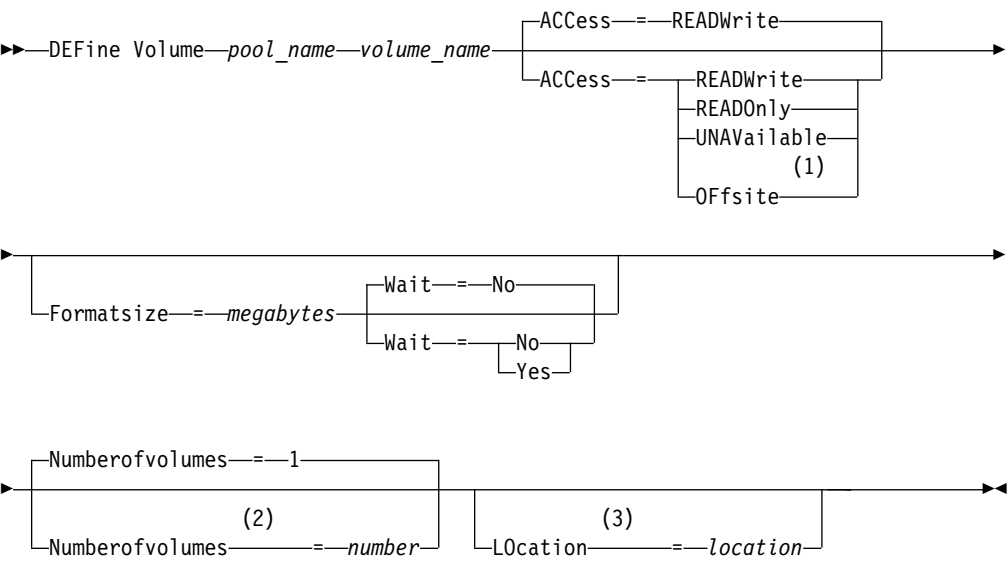 ACCess = READWrite
DEFine Volume pool_name volume_name
ACCess = READWrite
READOnly
UNAVailable
(1)
OFfsite
Wait = No
Formatsize = megabytes
Wait = No
Yes
Numberofvolumes = 1
(2) (3)
Numberofvolumes = number LOcation = location